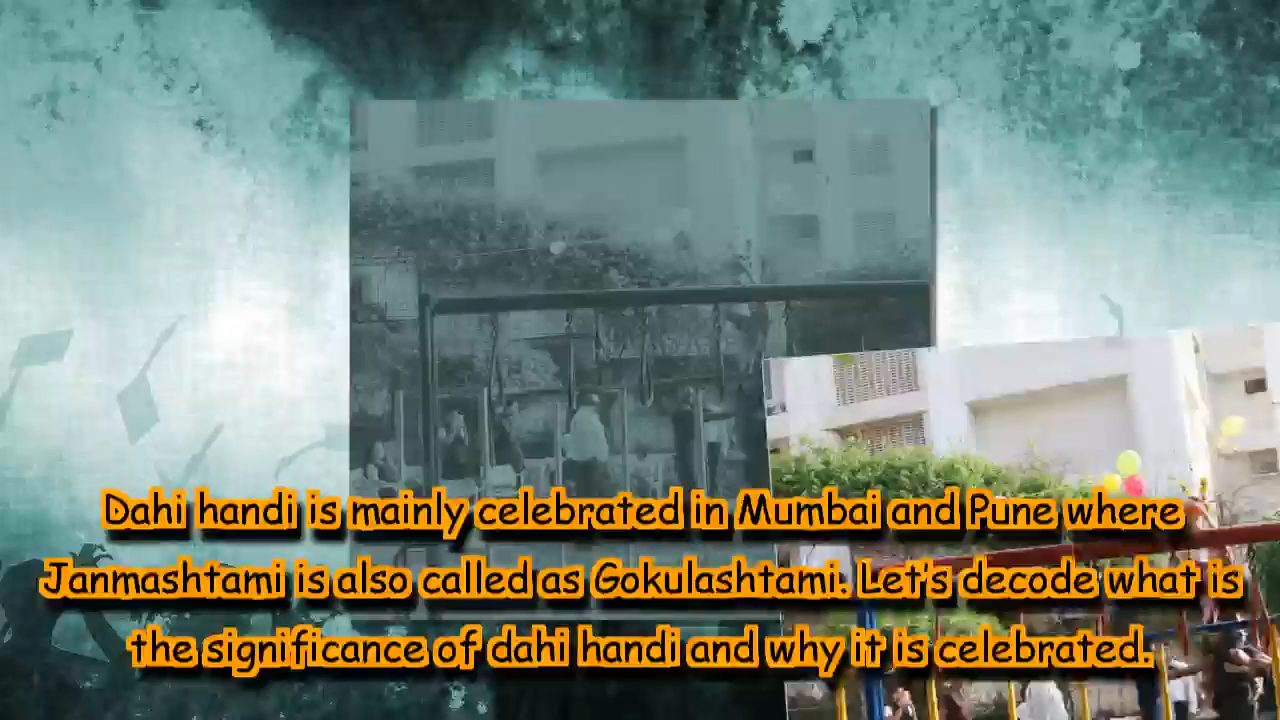 Dahi handi is mainly celebrated in Mumbai and Pune where
Janmashtami is also called as Gokulashtami. Let's decode what is
the significance of dahi handi and why it is celebrated.